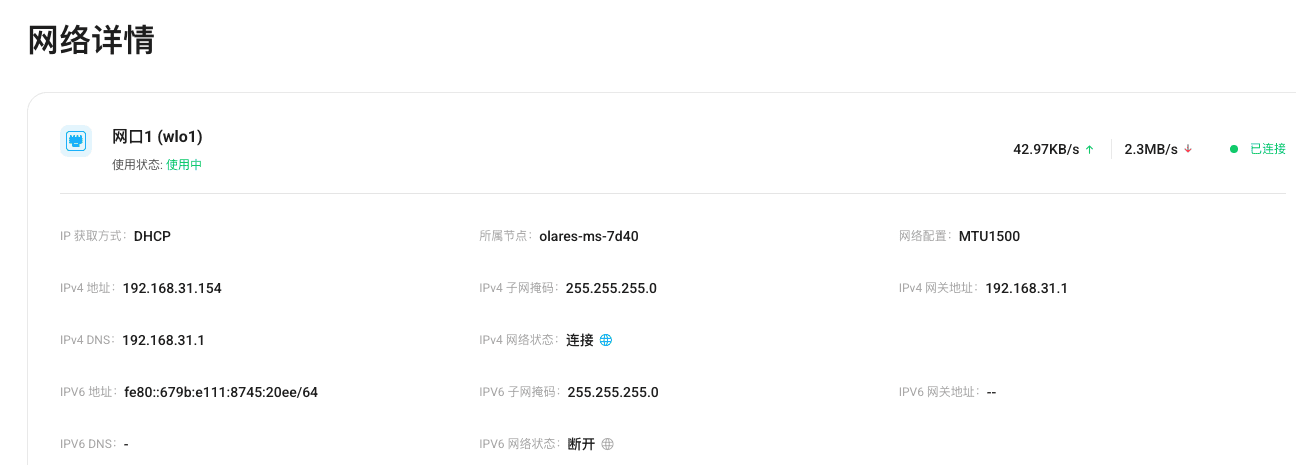 网络详情
网口1 (wlo1)
使用状态: 使用中
42.97KB/s ↑ 2.3MB/s ↓ 已连接
IP 获取方式: DHCP 所属节点: olares-ms-7d40 网络配置: MTU1500
IPv4 地址: 192.168.31.154 IPv4 子网掩码: 255.255.255.0 IPv4 网关地址: 192.168.31.1
IPv4 DNS: 192.168.31.1 IPv4 网络状态: 连接
IPV6 地址: fe80::679b:e111:8745:20ee/64 IPV6 子网掩码: 255.255.255.0 IPV6 网关地址: --
IPV6 DNS: - IPV6 网络状态: 断开